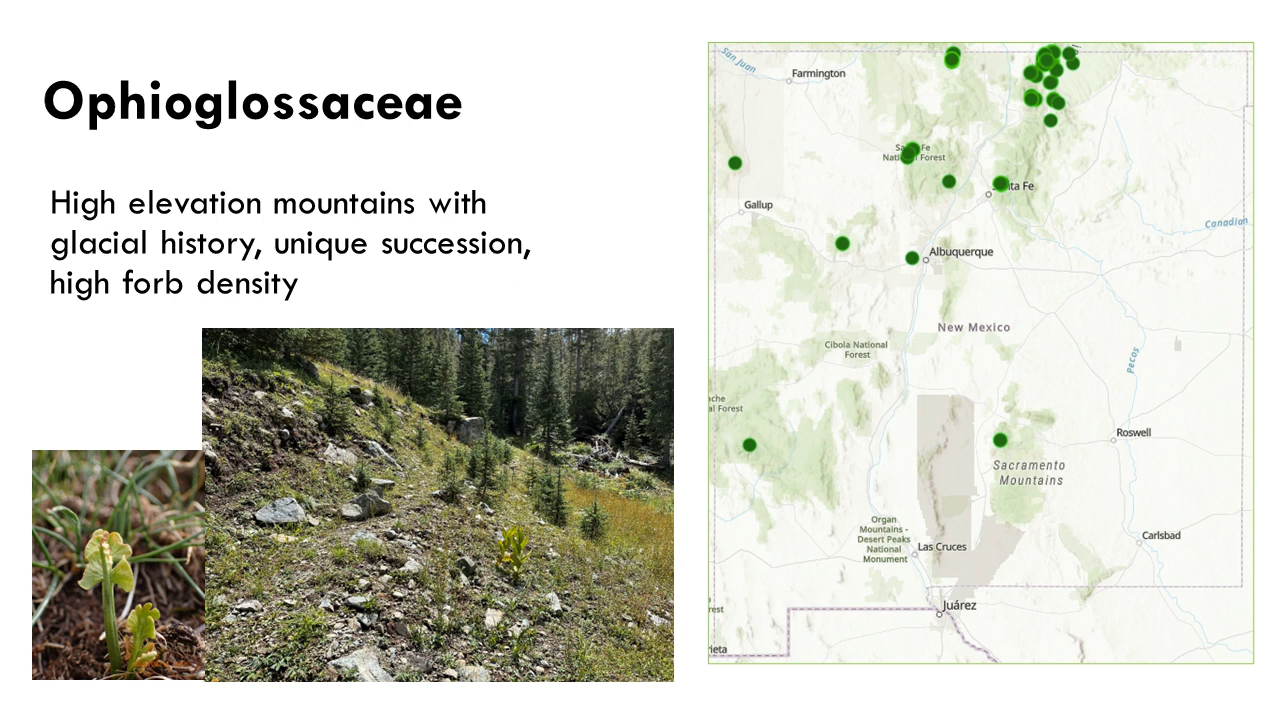 Ophioglossaceae
High elevation mountains with
glacial history, unique succession,
high forb density
San Juan
Farmington
Santa Fe
National Forest
Gallup
Canadian
Albuquerque
New Mexico
Cibola National
Forest
Pecos
Roswell
Sacramento
Mountains
Organ
Mountains -
Desert Peaks
National
Monument
Las Cruces
Carlsbad
Juárez